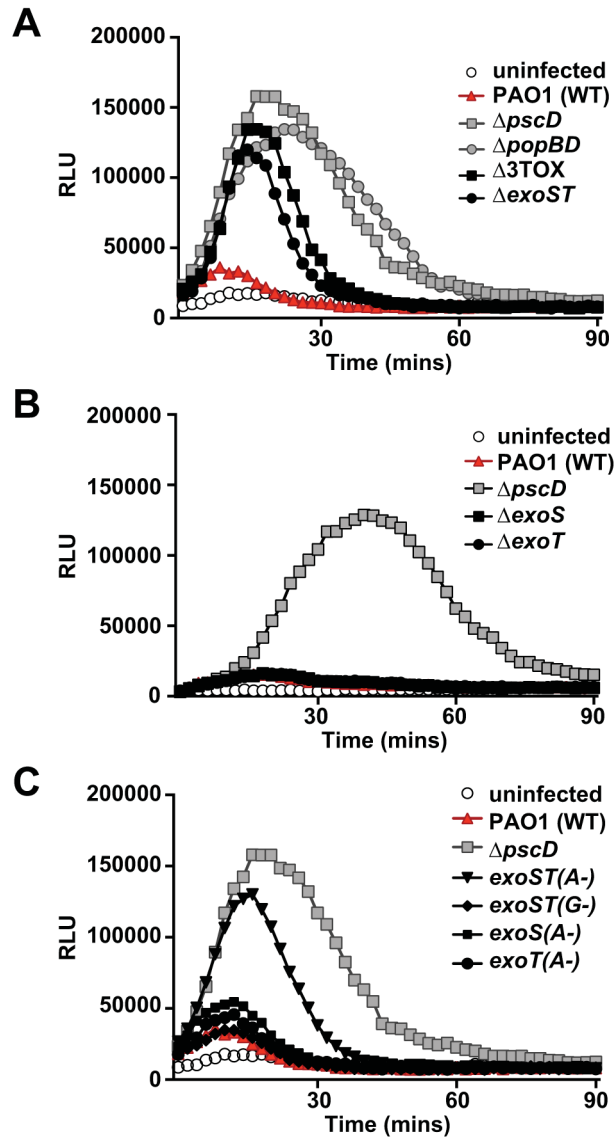 A
200000
150000
100000
50000
0
RLU
30
60
90
Time (mins)
uninfected
PAO1 (WT)
ΔpscD
ΔpopBD
Δ3TOX
ΔexoST
B
200000
150000
100000
50000
0
RLU
30
60
90
Time (mins)
uninfected
PAO1 (WT)
ΔpscD
ΔexoS
ΔexoT
C
200000
150000
100000
50000
0
RLU
30
60
90
Time (mins)
uninfected
PAO1 (WT)
ΔpscD
exoST(A-)
exoST(G-)
exoS(A-)
exoT(A-)